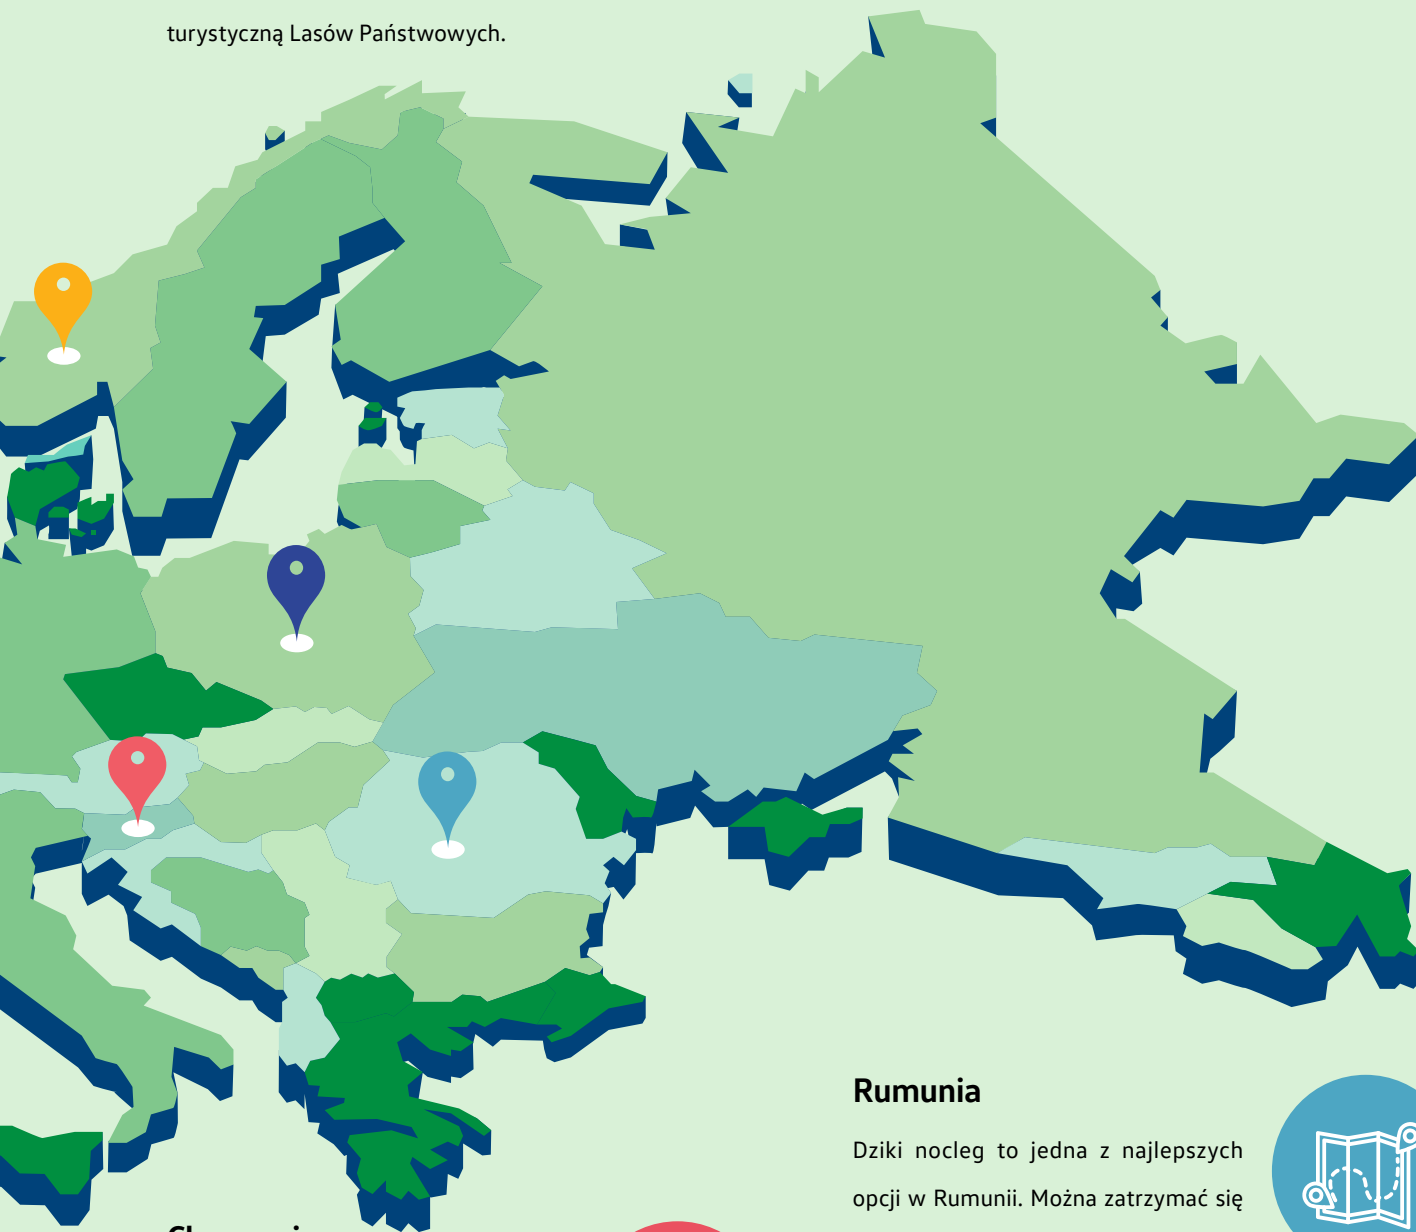 turystyczną Lasów Państwowych.
Rumunia
Dziki nocleg to jedna z najlepszych
opcji w Rumunii. Można zatrzymać się